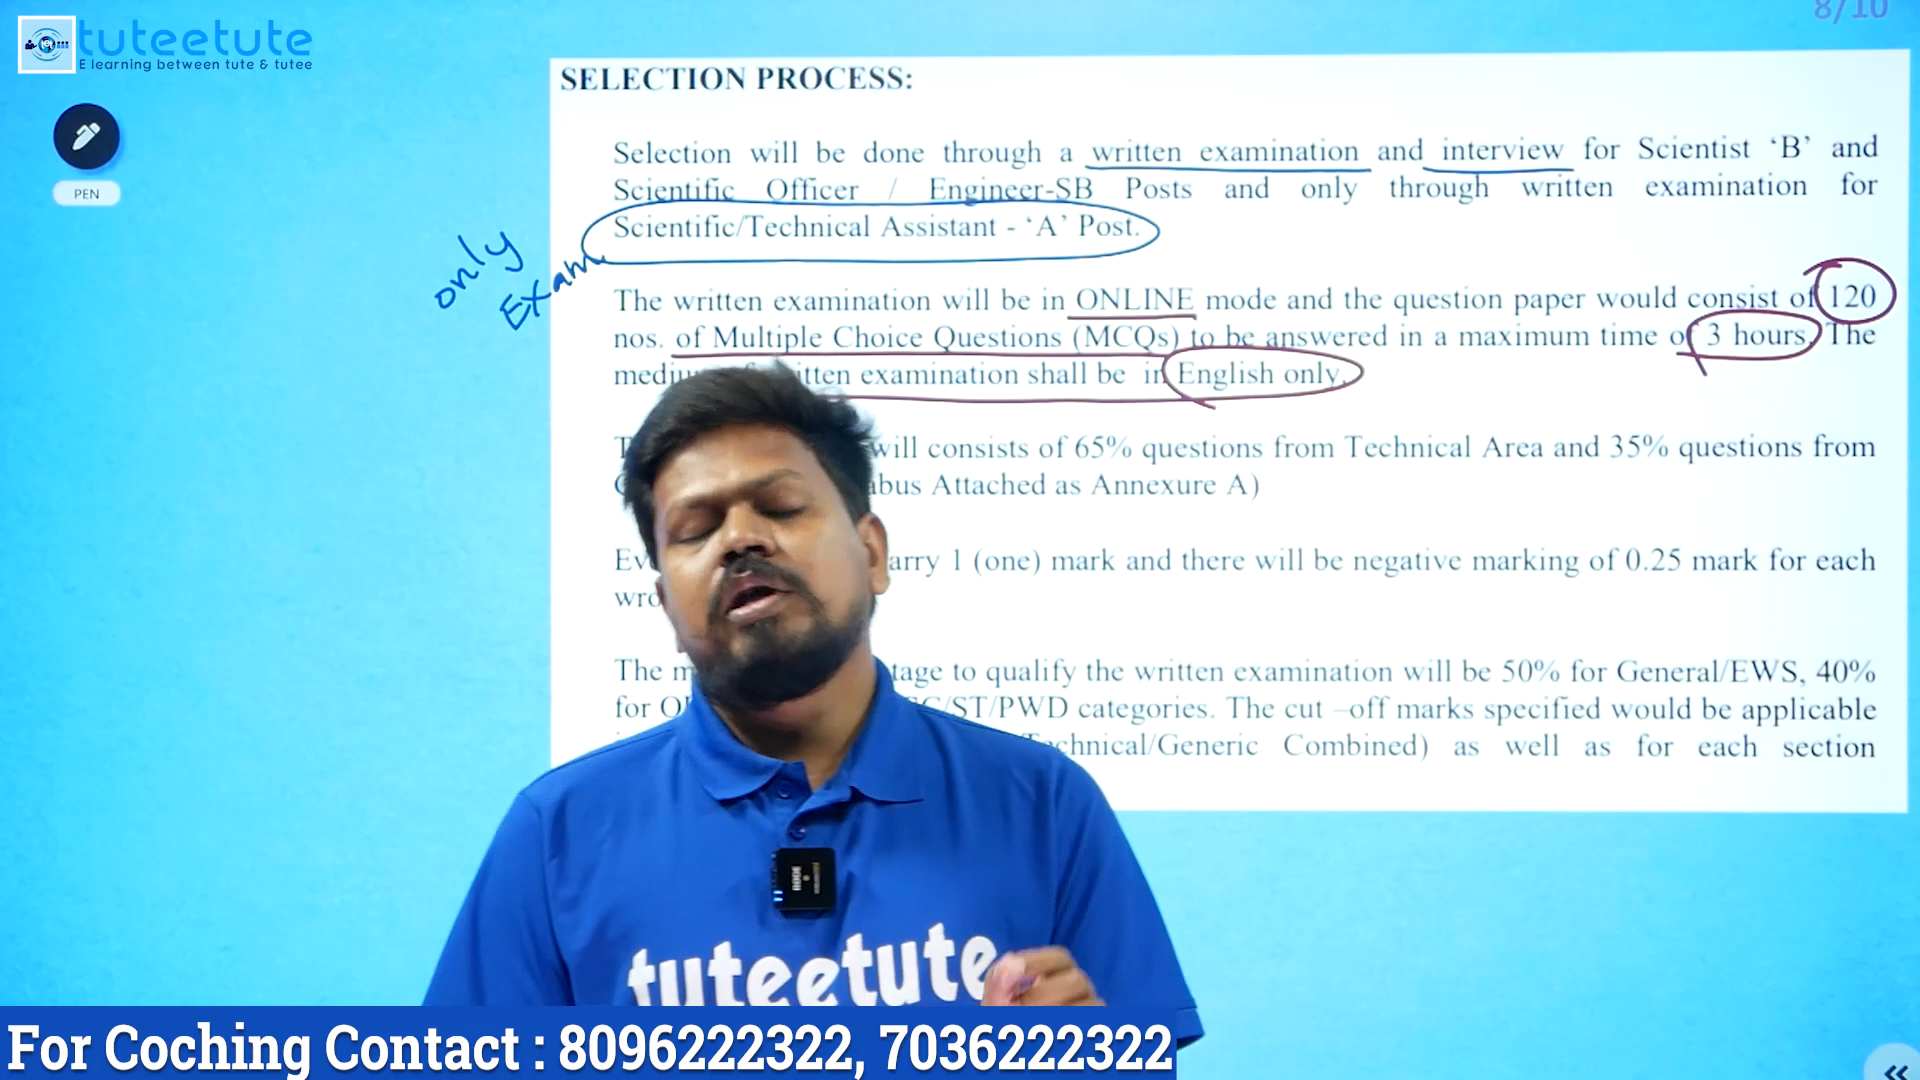 8/10
tuteetute
E learning between tute & tutee
PEN
SELECTION PROCESS:
Selection will be done through a written examination and interview for Scientist ‘B’ and
Scientific Officer / Engineer-SB Posts and only through written examination for
Scientific/Technical Assistant - ‘A’ Post.
only
Exam
The written examination will be in ONLINE mode and the question paper would consist of 120
nos. of Multiple Choice Questions (MCQs) to be answered in a maximum time of 3 hours. The
examination shall be in English only.
will consists of 65% questions from Technical Area and 35% questions from
Attached as Annexure A)
1 (one) mark and there will be negative marking of 0.25 mark for each
The to qualify the written examination will be 50% for General/EWS, 40%
for /ST/PWD categories. The cut –off marks specified would be applicable
Technical/Generic Combined) as well as for each section
tuteetute
RODE
For Coching Contact : 8096222322, 7036222322